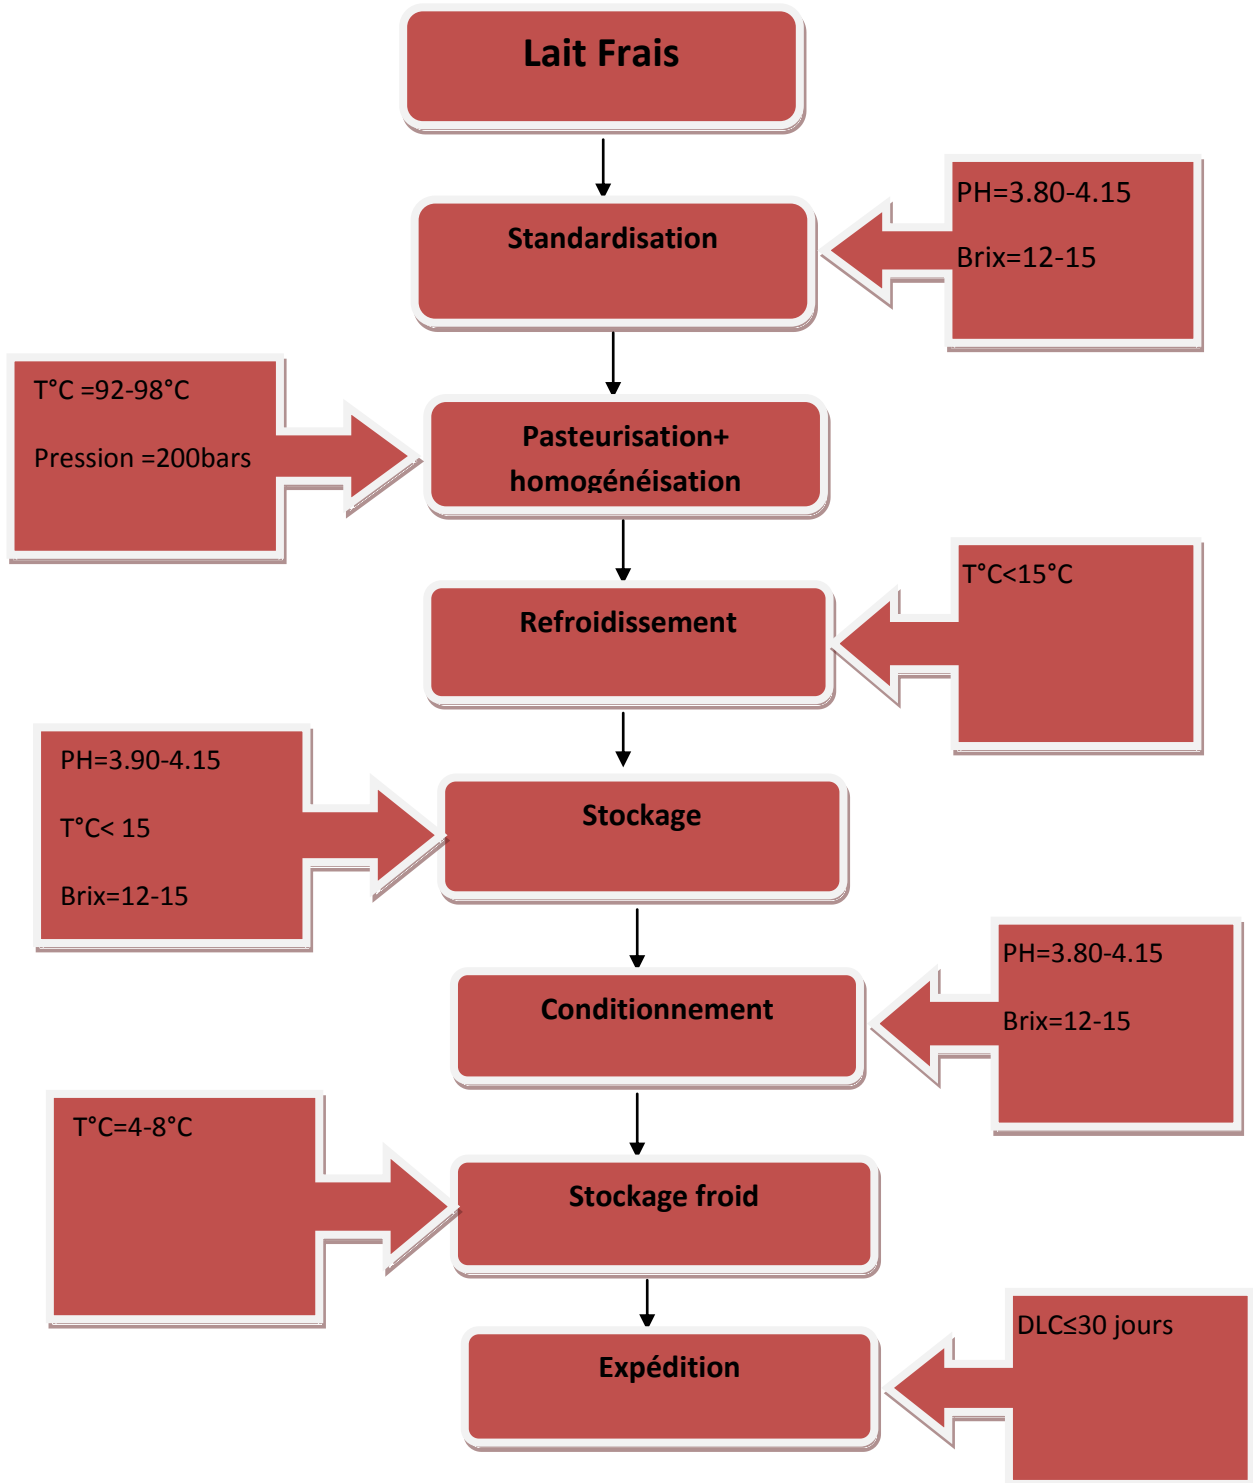 Lait Frais
PH=3.80-4.15
Standardisation
Brix=12-15
T°C =92-98°C
Pasteurisation+
Pression =200bars
homogénéisation
T°C<15°C
Refroidissement
PH=3.90-4.15
Stockage
T°C< 15
Brix=12-15
PH=3.80-4.15
Conditionnement
Brix=12-15
T°C=4-8°C
Stockage froid
DLC≤30 jours
Expédition